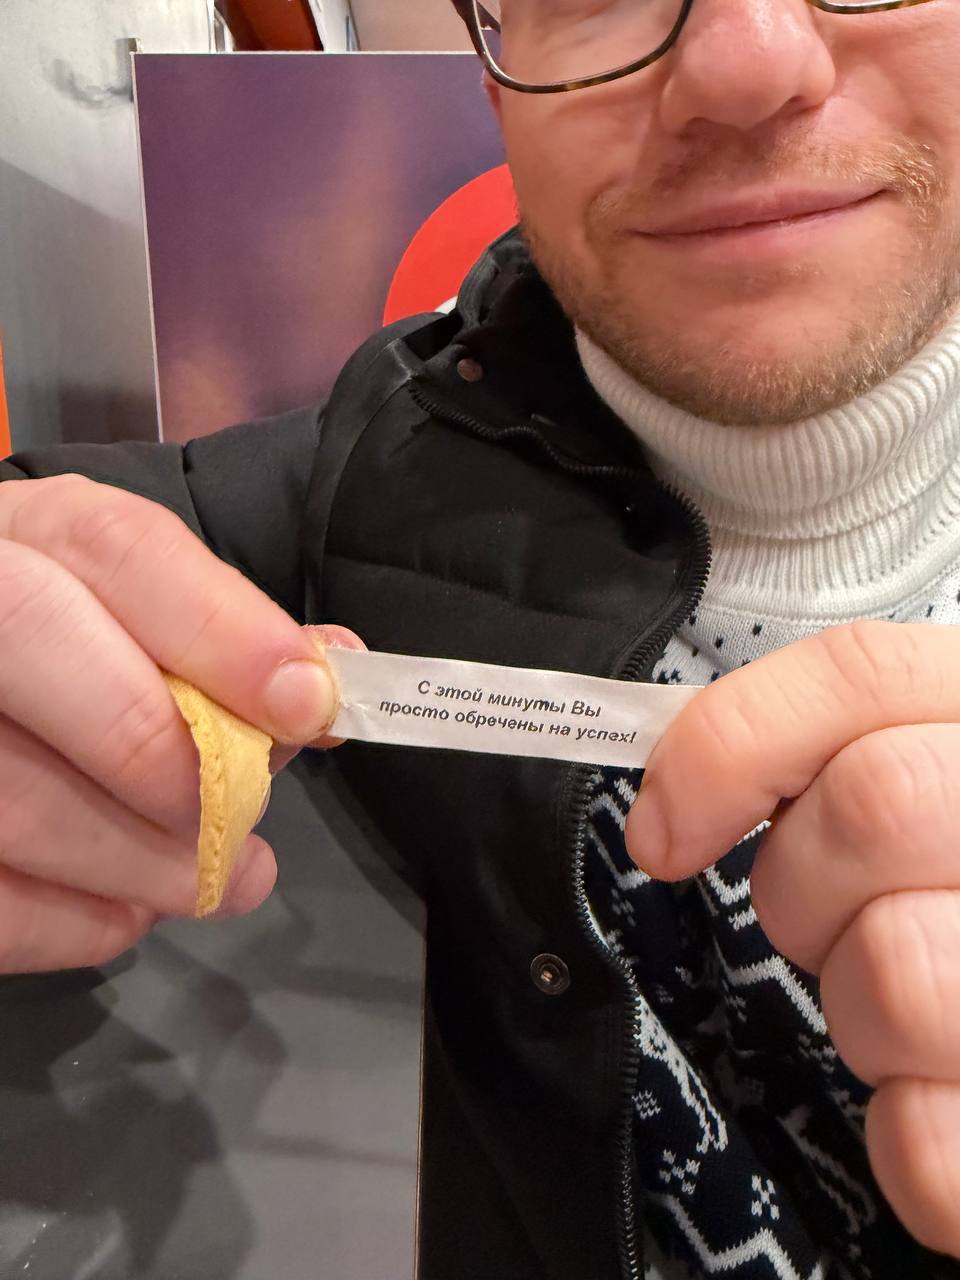 С этой минуты Вы
просто обречены на успех!